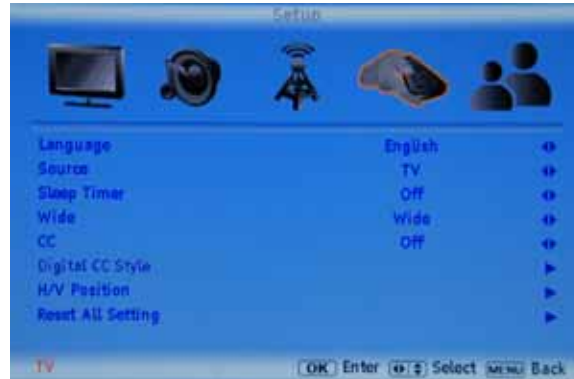 Setup
Language English
Source TV
Sleep Timer Off
Wide Wide
CC Off
Digital CC Style
H/V Position
Reset All Setting
TV OK Enter Select MENU Back